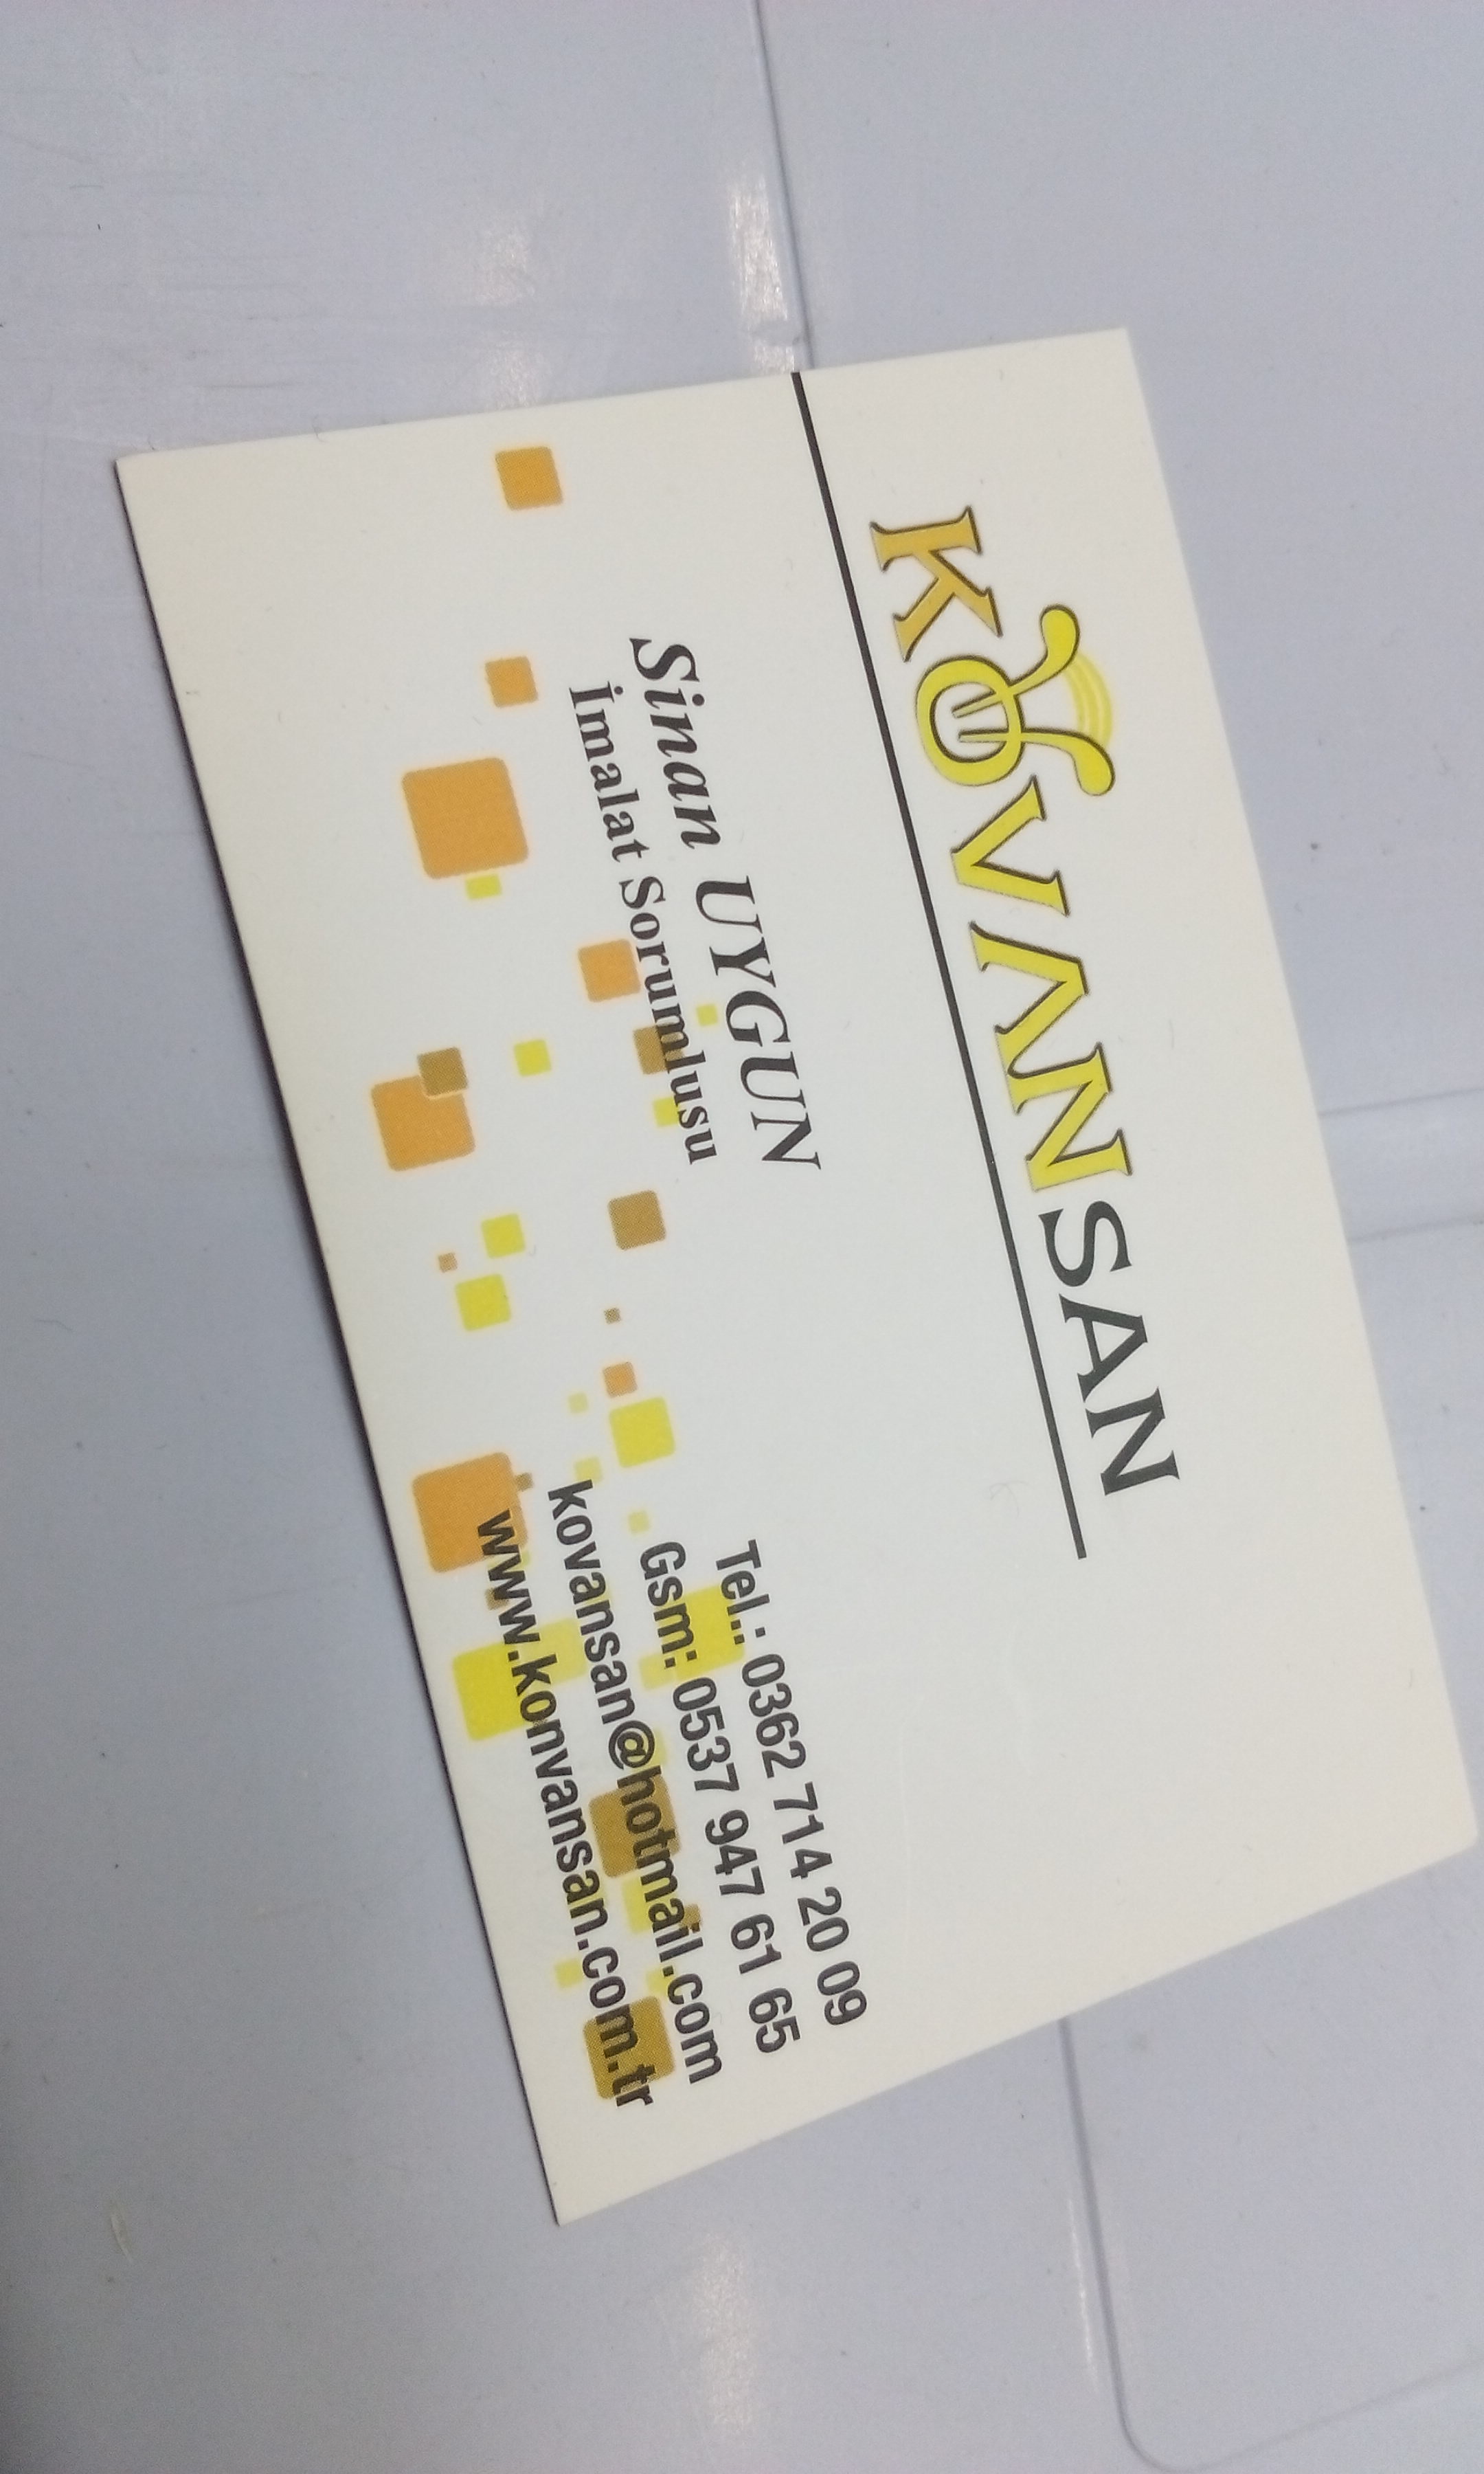 KOVANSAN
Sinan UYGUN
İmalat Sorumlusu
Tel.: 0362 714 20 09
Gsm: 0537 947 61 65
kovansan@hotmail.com
www.konvansan.com.tr